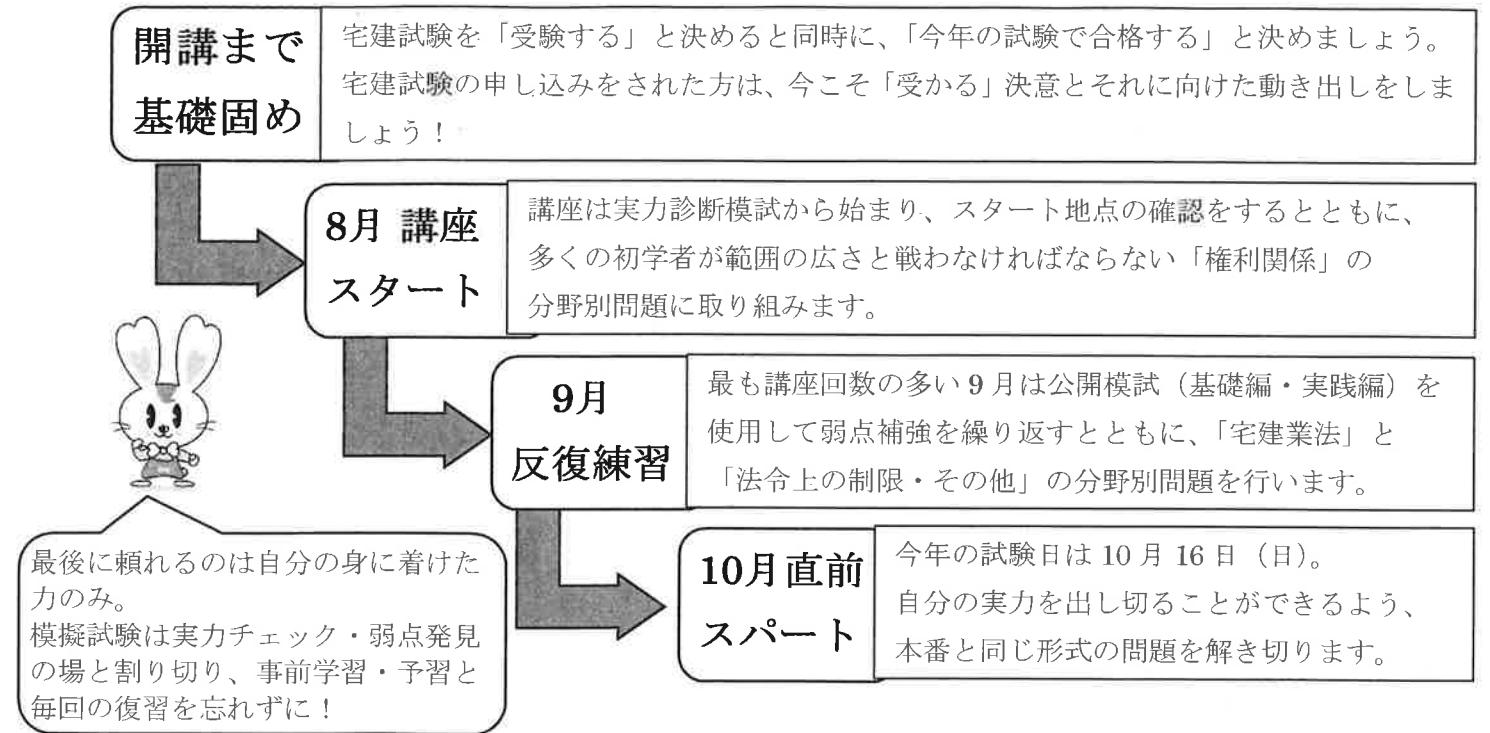 開講まで
基礎固め
宅建試験を「受験する」と決めると同時に、「今年の試験で合格する」と決めましょう。
宅建試験の申し込みをされた方は、今こそ「受かる」決意とそれに向けた動き出しをしま
しょう！
8月 講座
スタート
講座は実力診断模試から始まり、スタート地点の確認をするとともに、
多くの初学者が範囲の広さと戦わなければならない「権利関係」の
分野別問題に取り組みます。
9月
反復練習
最も講座回数の多い 9 月は公開模試（基礎編・実践編）を
使用して弱点補強を繰り返すとともに、「宅建業法」と
「法令上の制限・その他」の分野別問題を行います。
10月直前
スパート
今年の試験日は 10 月 16 日（日）。
自分の実力を出し切ることができるよう、
本番と同じ形式の問題を解き切ります。
最後に頼れるのは自分の身に着けた
力のみ。
模擬試験は実力チェック・弱点発見
の場と割り切り、事前学習・予習と
毎回の復習を忘れずに！